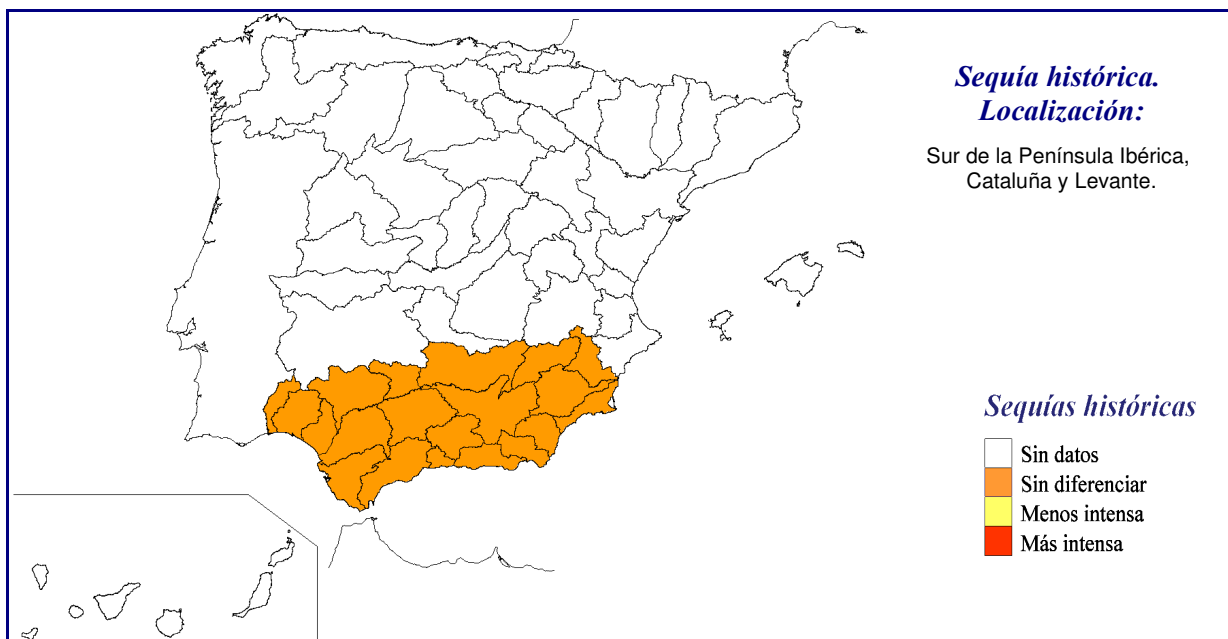 Sequía histórica.
Localización:
Sur de la Península Ibérica,
Cataluña y Levante.
Sequías históricas
Sin datos
Sin diferenciar
Menos intensa
Más intensa